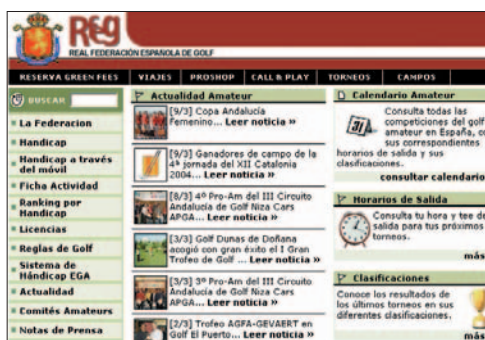 Rfeg
REAL FEDERACIÓN ESPAÑOLA DE GOLF
RESERVA GREEN FEES VIAJES PROSHOP CALL & PLAY TORNEOS CAMPOS
BUSCAR
La Federacion
Handicap
Handicap a través
del móvil
Ficha Actividad
Ranking por
Handicap
Licencias
Reglas de Golf
Sistema de
Hándicap EGA
Actualidad
Comités Amateurs
Notas de Prensa
Actualidad Amateur
[9/3] Copa Andalucía
Femenino... Leer noticia »
[9/3] Ganadores de campo de la
4ª jornada del XII Catalonia
2004... Leer noticia »
[8/3] 4º Pro-Am del III Circuito
Andalucía de Golf Niza Cars
APGA... Leer noticia »
[3/3] Golf Dunas de Doñana
acogió con gran éxito el I Gran
Trofeo de Golf... Leer noticia »
[3/3] 3º Pro-Am del III Circuito
Andalucía de Golf Niza Cars
APGA... Leer noticia »
[2/3] Trofeo AGFA-GEVAERT en
Golf El Puerto... Leer noticia »
Calendario Amateur
31
Consulta todas las
competiciones del golf
amateur en España, co
sus correspondientes
horarios de salida y sus
clasificaciones.
consultar calendario
Horarios de Salida
Consulta tu hora y tee de
salida para tus próximos
torneos.
más
Clasificaciones
Conoce los resultados de
los últimos torneos en sus
diferentes clasificaciones.
más